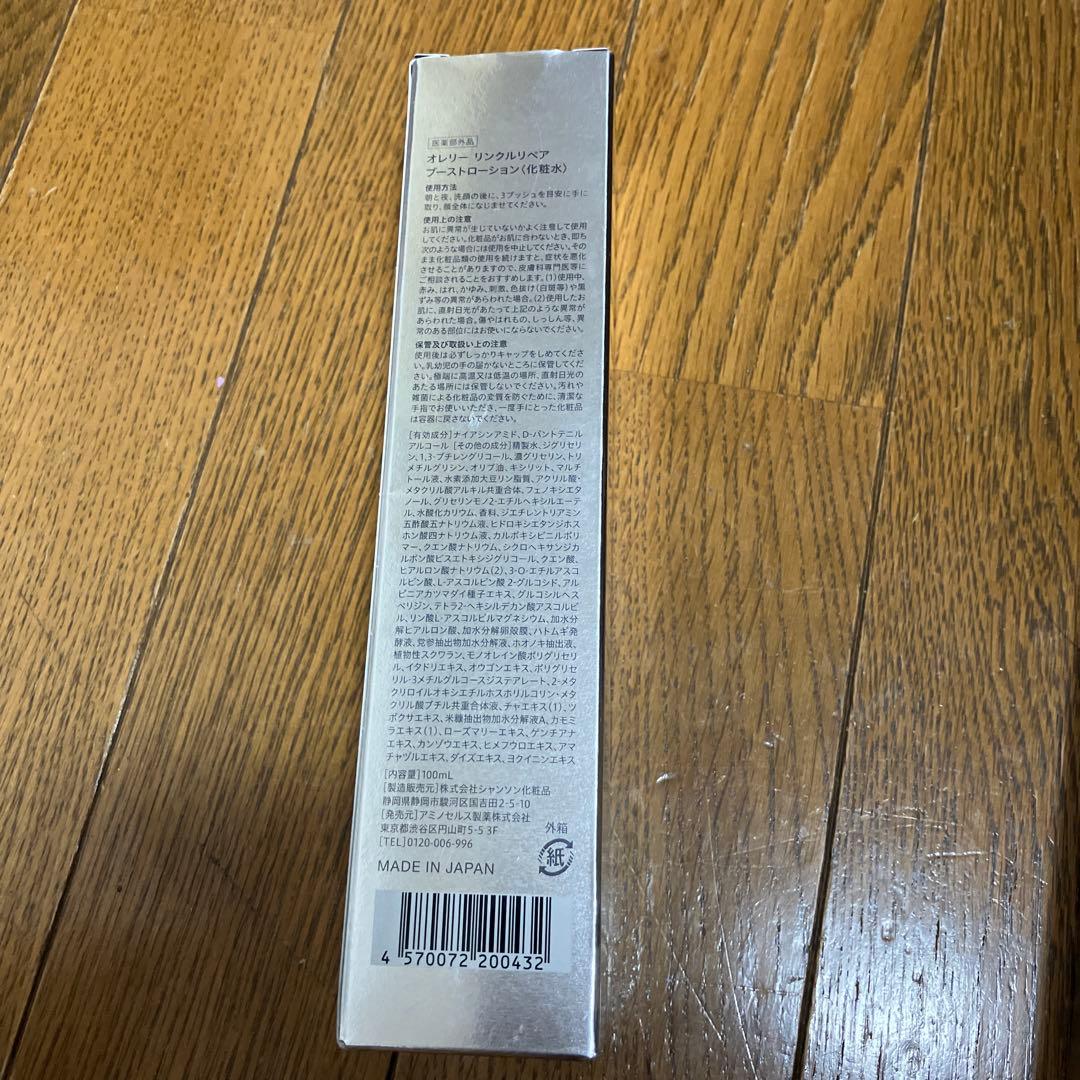 医薬部外品
オレリー リンクルリペア
ブーストローション〈化粧水〉
使用方法
朝と夜、洗顔の後に、3プッシュを目安に手に
取り、顔全体になじませてください。
使用上の注意
お肌に異常が生じていないかよく注意して使用
してください。化粧品がお肌に合わないとき、即ち
次のような場合には使用を中止してください。その
まま化粧品類の使用を続けますと、症状を悪化
させることがありますので、皮膚科専門医等に
ご相談されることをおすすめします。(1)使用中、
赤み、はれ、かゆみ、刺激、色抜け(白斑等)や黒
ずみ等の異常があらわれた場合。(2)使用したお
肌に、直射日光があたって上記のような異常が
あらわれた場合。傷やはれもの、しっしん等、異
常のある部位にはお使いにならないでください。
保管及び取扱い上の注意
使用後は必ずしっかりキャップをしめてくださ
い。乳幼児の手の届かないところに保管してくだ
さい。極端に高温又は低温の場所、直射日光の
あたる場所には保管しないでください。汚れや
雑菌による化粧品の変質を防ぐために、清潔な
手指でお使いいただき、一度手にとった化粧品
は容器に戻さないでください。
[有効成分]ナイアシンアミド、D-パントテニル
アルコール [その他の成分]精製水、ジグリセリ
ン、1,3-ブチレングリコール、濃グリセリン、トリ
メチルグリシン、オリブ油、キシリット、マルチ
トール液、水素添加大豆リン脂質、アクリル酸・
メタクリル酸アルキル共重合体、フェノキシエタ
ノール、グリセリンモノ2-エチルヘキシルエーテ
ル、水酸化カリウム、香料、ジエチレントリアミン
五酢酸五ナトリウム液、ヒドロキシエタンジホス
ホン酸四ナトリウム液、カルボキシビニルポリ
マー、クエン酸ナトリウム、シクロヘキサンジカ
ルボン酸ビスエトキシジグリコール、クエン酸、
ヒアルロン酸ナトリウム(2)、3-O-エチルアスコ
ルビン酸、L-アスコルビン酸 2-グルコシド、アル
ピニアカツマダイ種子エキス、グルコシルヘス
ペリジン、テトラ2-ヘキシルデカン酸アスコルビ
ル、リン酸L-アスコルビルマグネシウム、加水分
解ヒアルロン酸、加水分解卵殻膜、ハトムギ発
酵液、党参抽出物加水分解液、ホオノキ抽出液、
植物性スクワラン、モノオレイン酸ポリグリセリ
ル、イタドリエキス、オウゴンエキス、ポリグリセ
リル-3メチルグルコースジステアレート、2-メタ
クリロイルオキシエチルホスホリルコリン・メタ
クリル酸ブチル共重合体液、チャエキス(1)、ツ
ボクサエキス、米糠抽出物加水分解液A、カモミ
ラエキス(1)、ローズマリーエキス、ゲンチアナ
エキス、カンゾウエキス、ヒメフウロエキス、アマ
チャヅルエキス、ダイズエキス、ヨクイニンエキス
[内容量]100mL
[製造販売元]株式会社シャンソン化粧品
静岡県静岡市駿河区国吉田2-5-10
[発売元]アミノセルス製薬株式会社
東京都渋谷区円山町5-5 3F
[TEL]0120-006-996
外箱
紙
MADE IN JAPAN
4 570072 200432